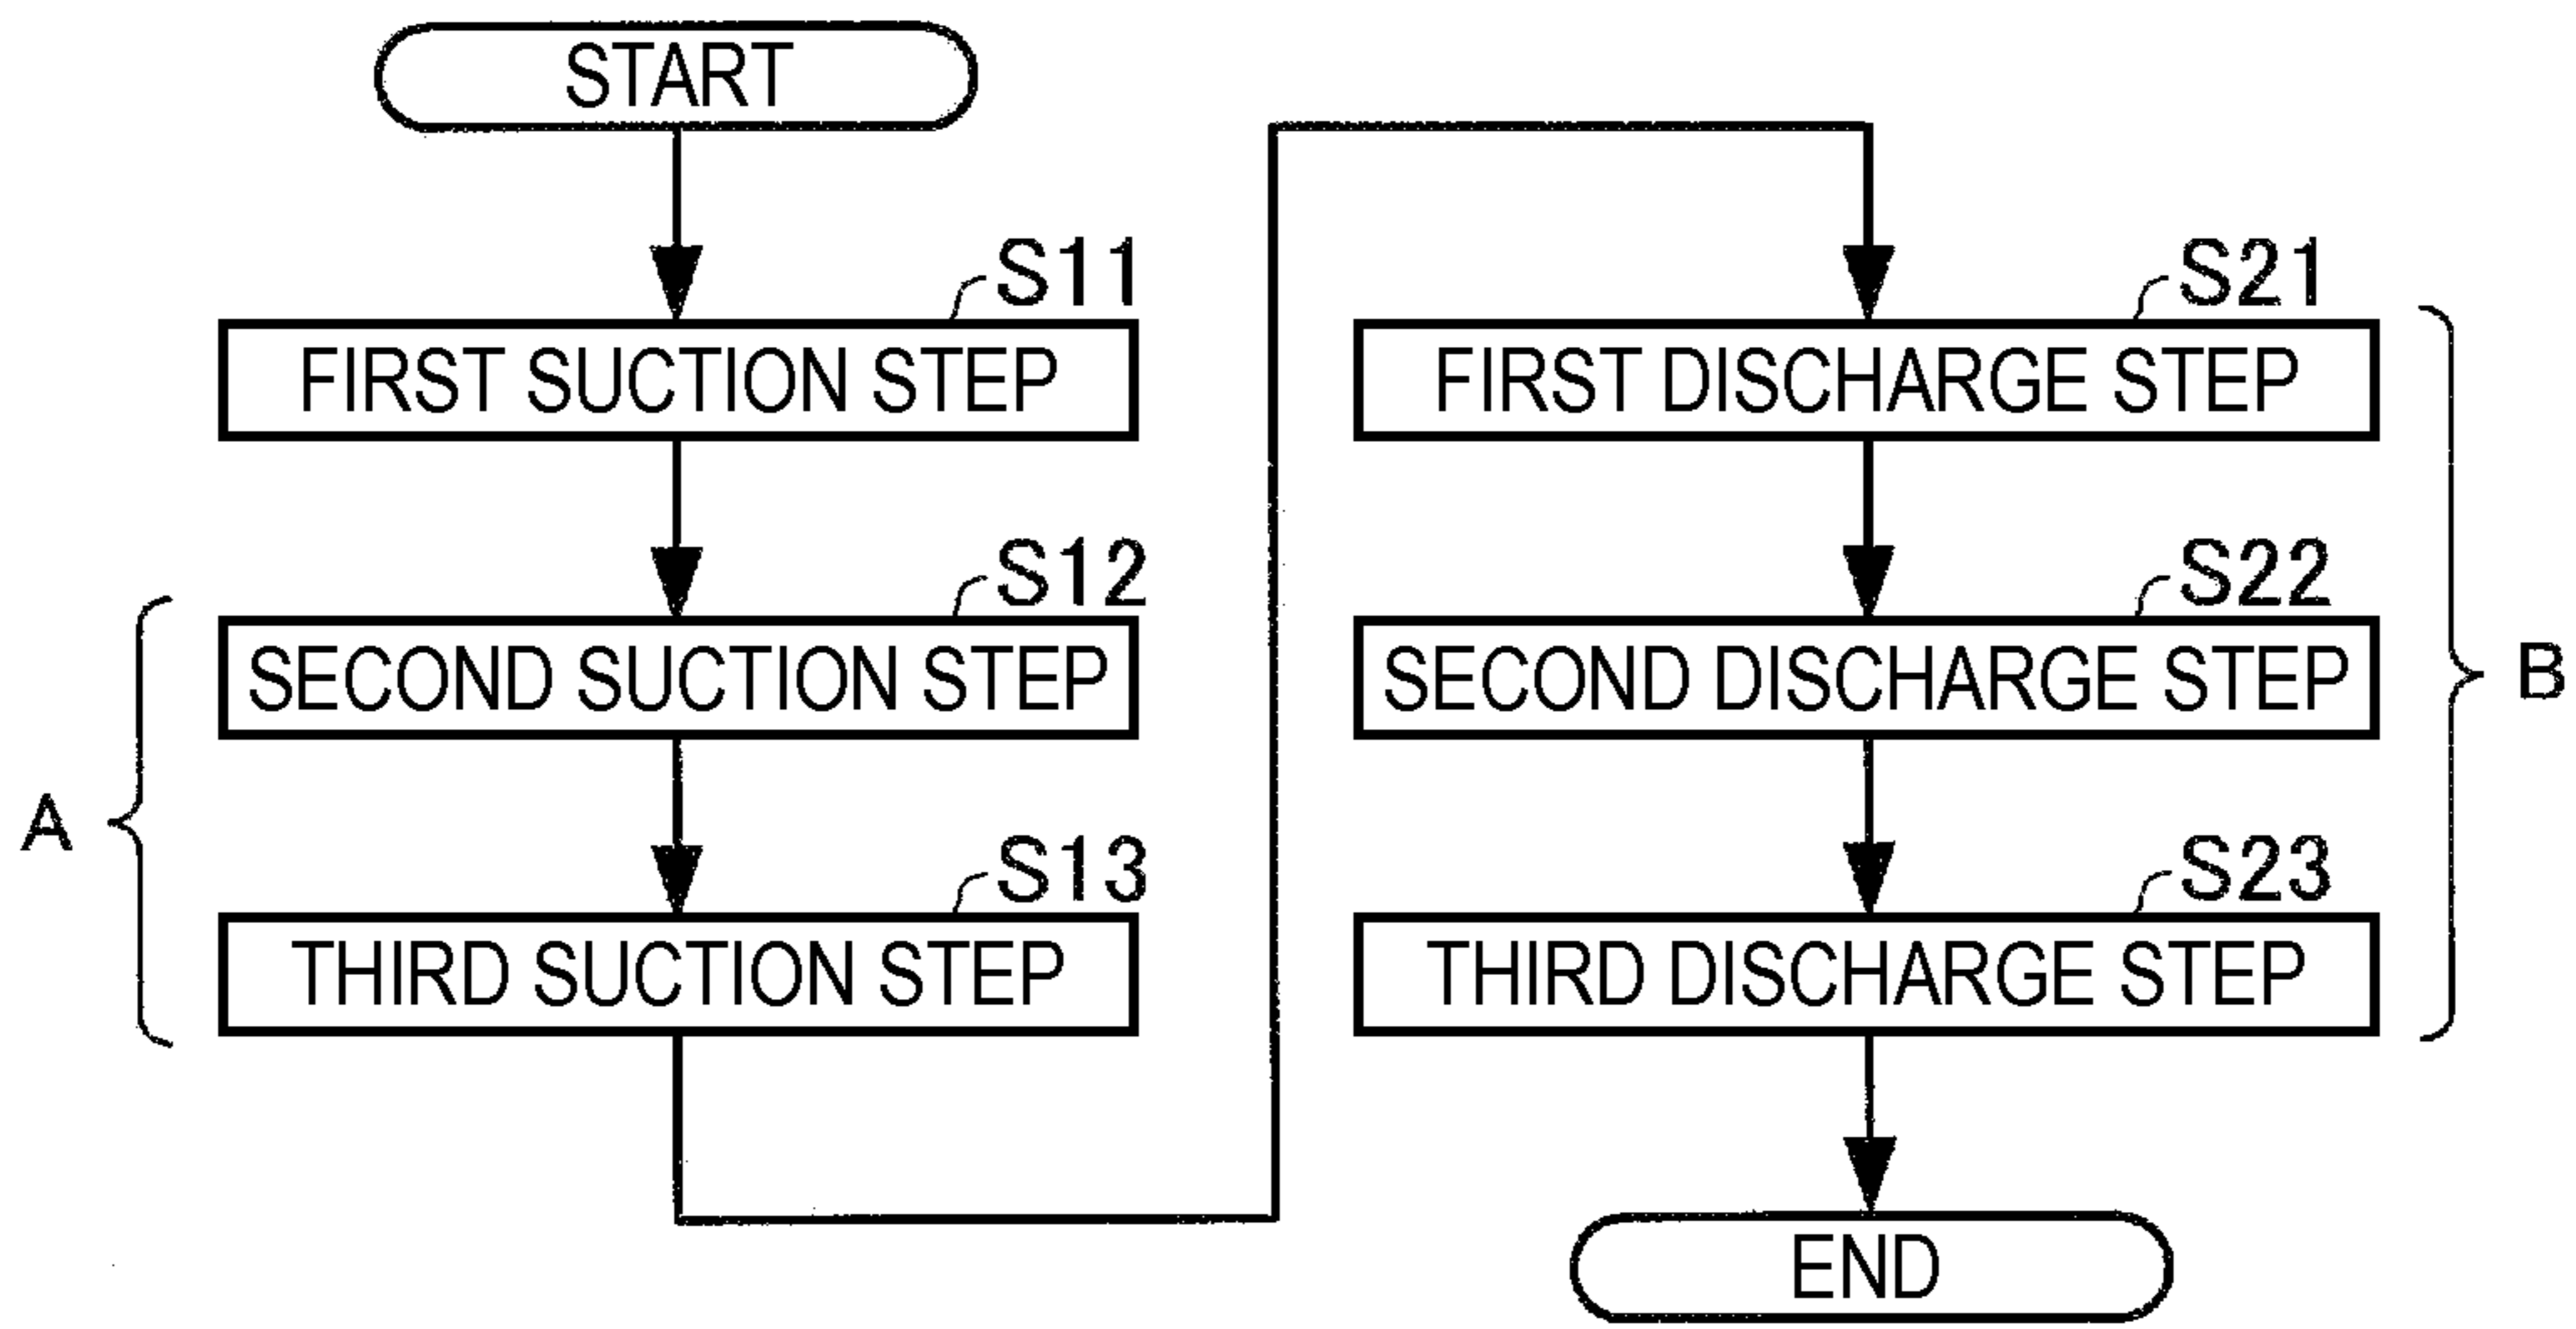 START
S11
FIRST SUCTION STEP
S12
SECOND SUCTION STEP
A
S13
THIRD SUCTION STEP
S21
FIRST DISCHARGE STEP
S22
SECOND DISCHARGE STEP
B
S23
THIRD DISCHARGE STEP
END